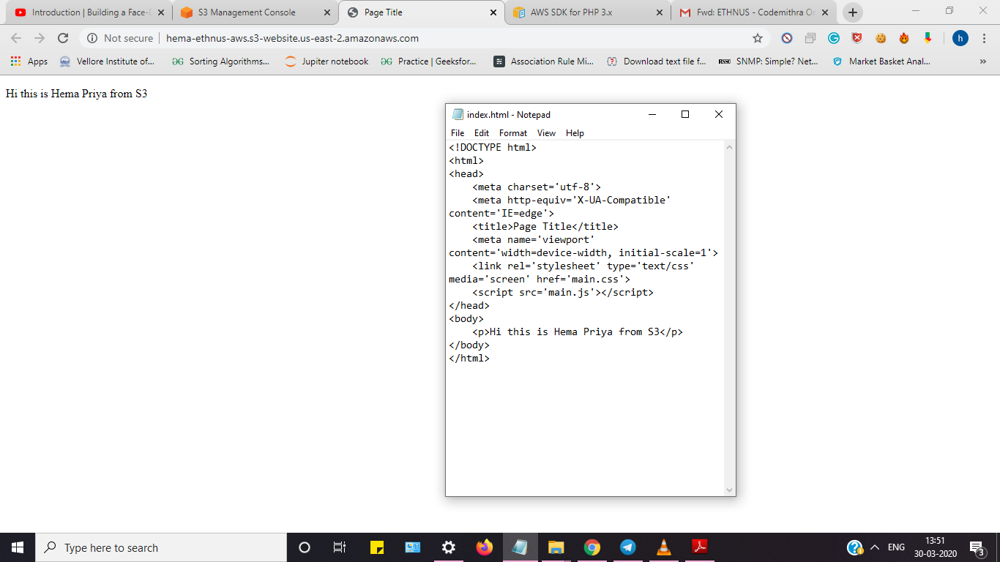 Introduction | Building a Face-D
S3 Management Console
Page Title
AWS SDK for PHP 3.x
Fwd: ETHNUS - Codemithra On
Not secure
hema-ethnus-aws.s3-website.us-east-2.amazonaws.com
h
Apps
Vellore Institute of...
Sorting Algorithms...
Jupiter notebook
Practice | Geeksfor...
Association Rule Mi...
Download text file f...
SNMP: Simple? Net...
Market Basket Anal...
»
Hi this is Hema Priya from S3
index.html - Notepad
File Edit Format View Help
<!DOCTYPE html>
<html>
<head>
    <meta charset='utf-8'>
    <meta http-equiv='X-UA-Compatible'
content='IE=edge'>
    <title>Page Title</title>
    <meta name='viewport'
content='width=device-width, initial-scale=1'>
    <link rel='stylesheet' type='text/css'
media='screen' href='main.css'>
    <script src='main.js'></script>
</head>
<body>
    <p>Hi this is Hema Priya from S3</p>
</body>
</html>
Type here to search
ENG
13:51
30-03-2020
3